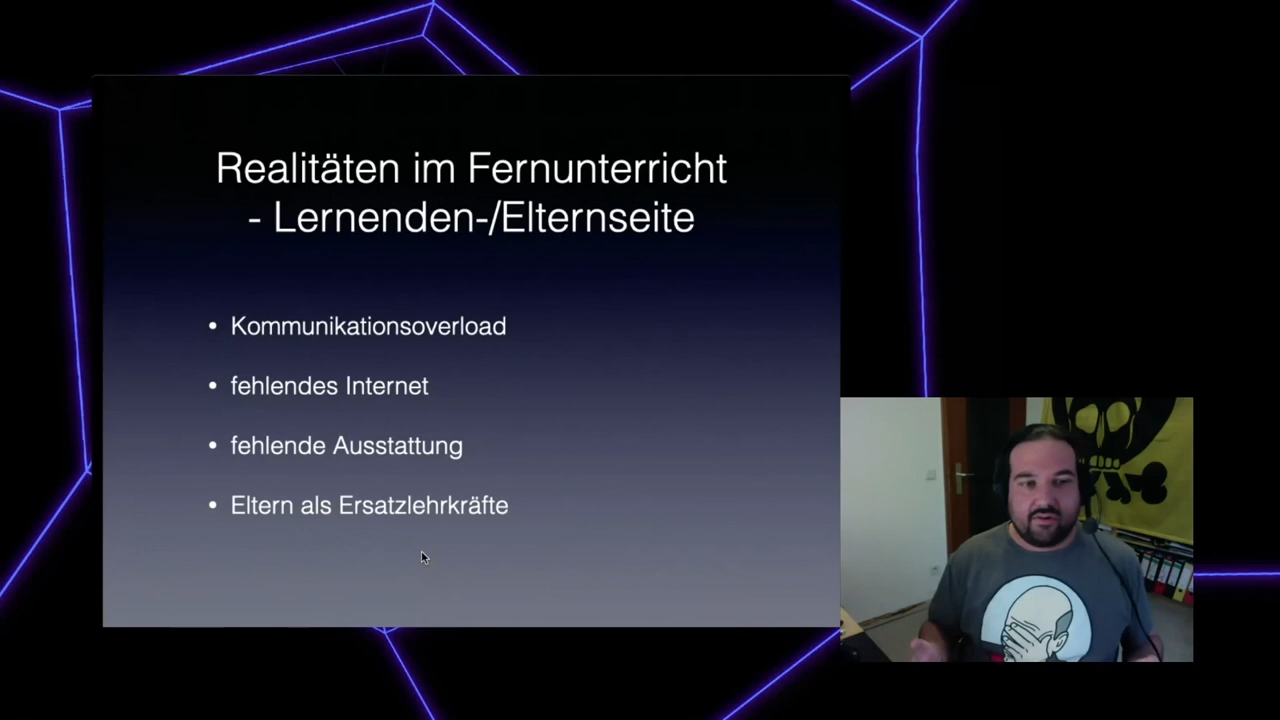 Realitäten im Fernunterricht
- Lernenden-/Elternseite
• Kommunikationsoverload
• fehlendes Internet
• fehlende Ausstattung
• Eltern als Ersatzlehrkräfte